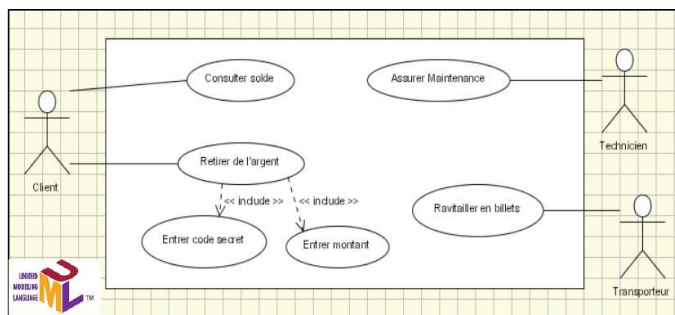 Consulter solde
Assurer Maintenance
Technicien
Client
Retirer de l'argent
<< include >>
<< include >>
Ravitailler en billets
Entrer code secret
Entrer montant
Transporteur
UNIFIED
MODELING
LANGUAGE
UML
TM